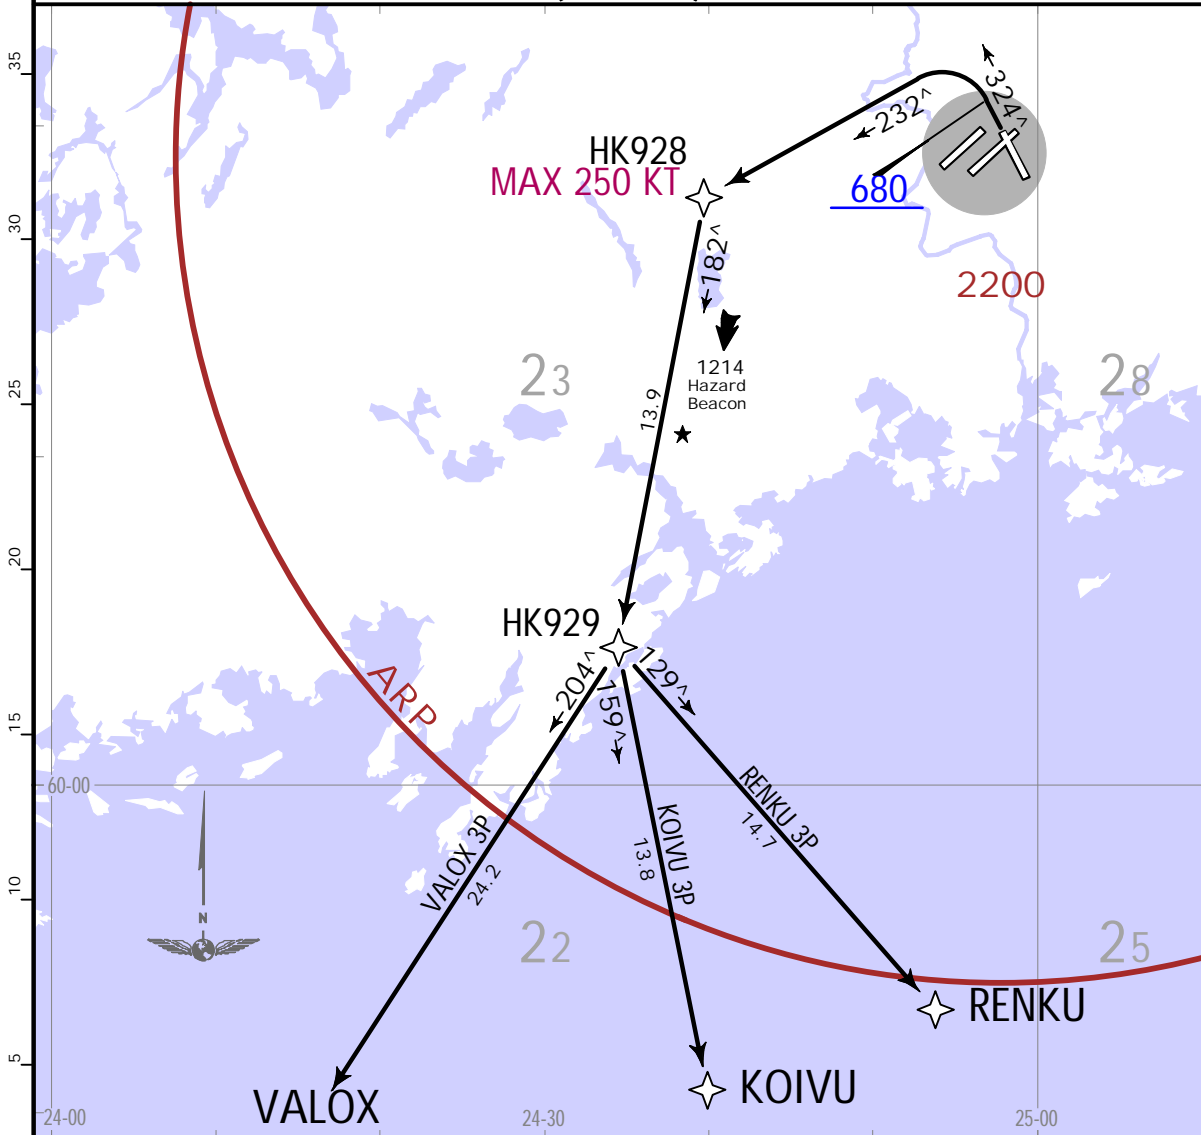 35
324^
232^
HK928
MAX 250 KT
680
30
182^
2200
1214
Hazard
Beacon
23
28
25
13.9
20
HK929
204^
159^
129^
ARP
15
60-00
RENKU 3P
14.7
KOIVU 3P
13.8
VALOX 3P
24.2
10
N
22
25
RENKU
5
KOIVU
VALOX
24-00
24-30
25-00